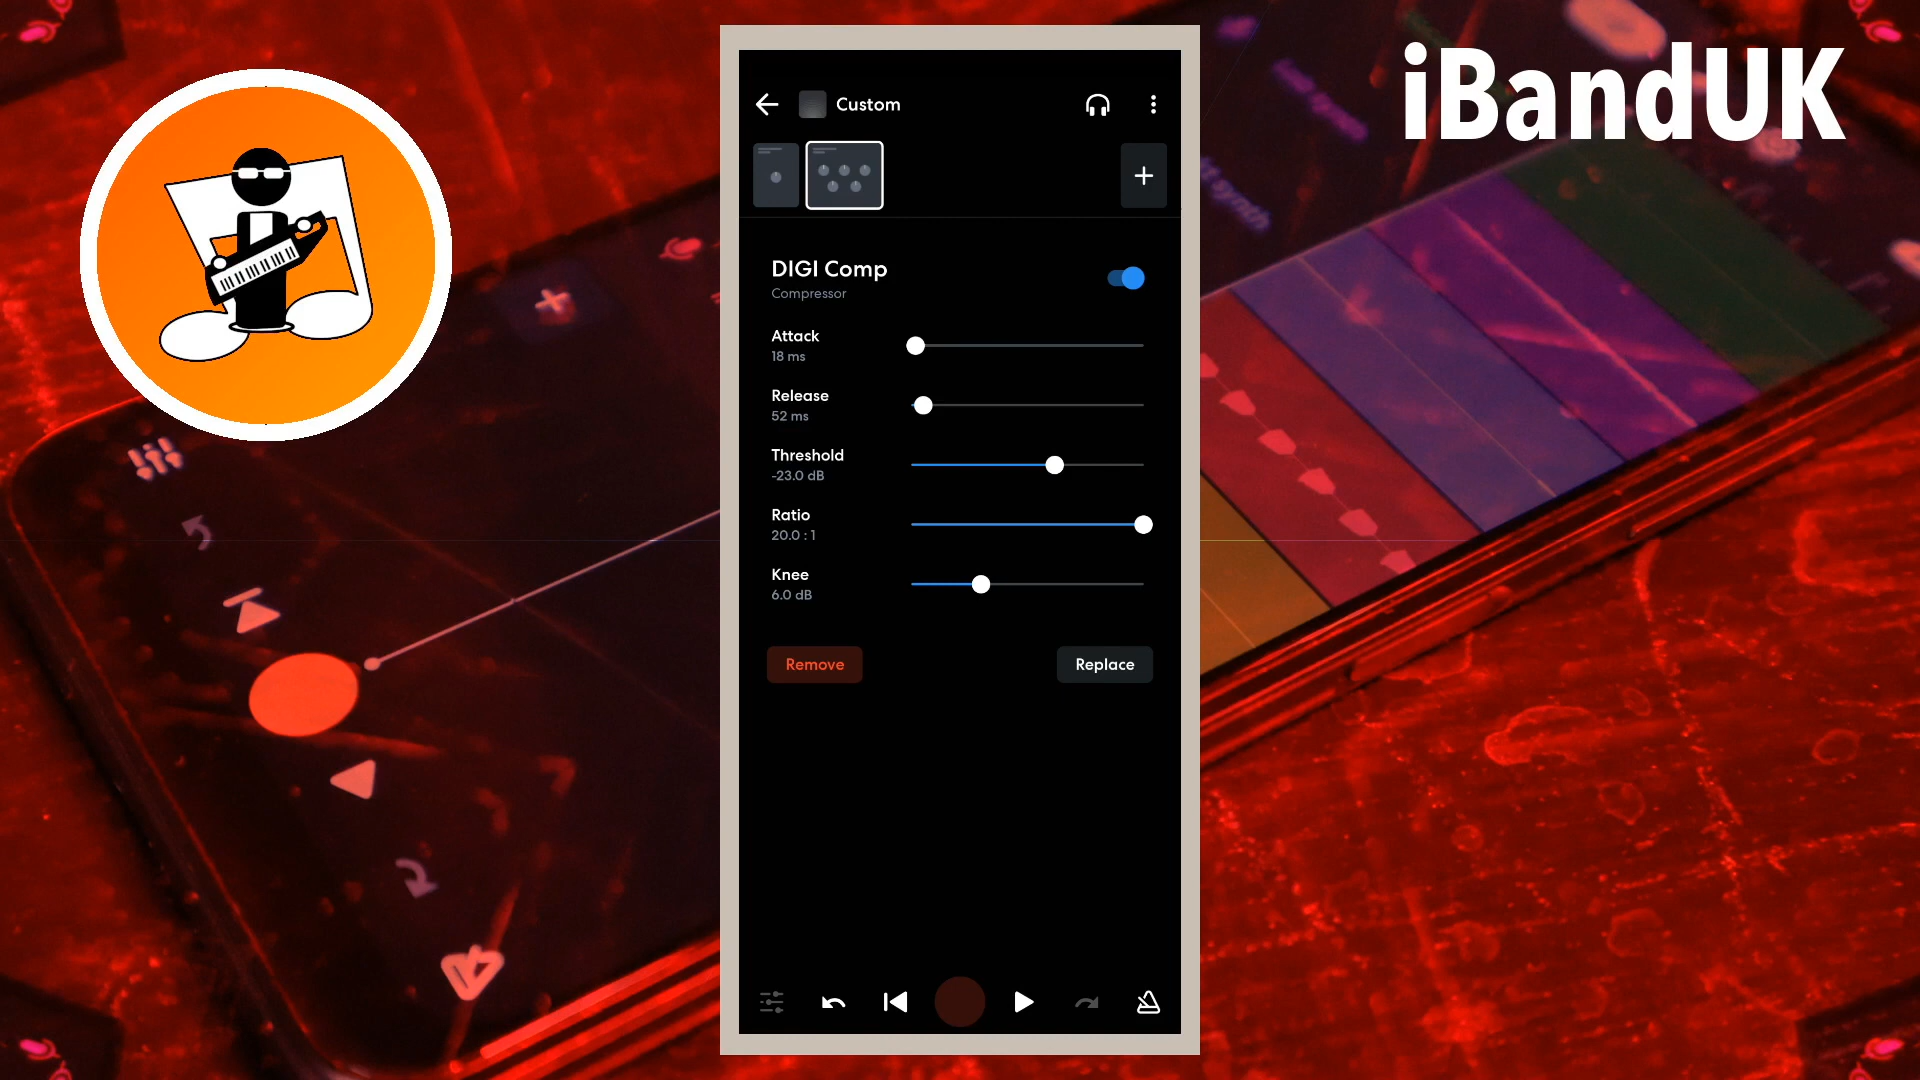 iBandUK
Custom
DIGI Comp
Compressor
Attack
18 ms
Release
52 ms
Threshold
-23.0 dB
Ratio
20.0 : 1
Knee
6.0 dB
Remove
Replace